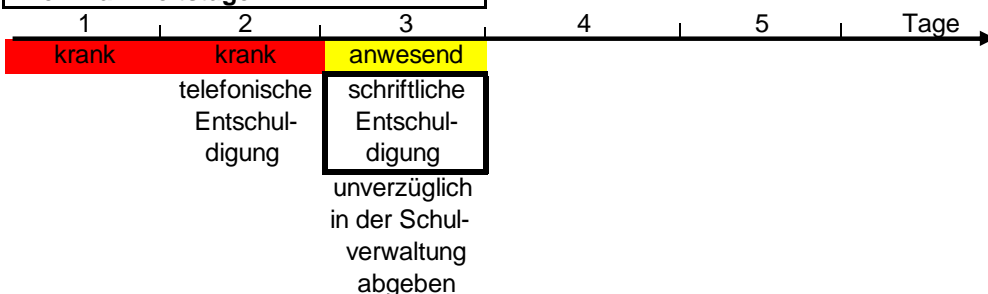 1 2 3 4 5 Tage
krank krank anwesend
telefonische schriftliche
Entschul- Entschul-
digung digung
unverzüglich
in der Schul-
verwaltung
abgeben